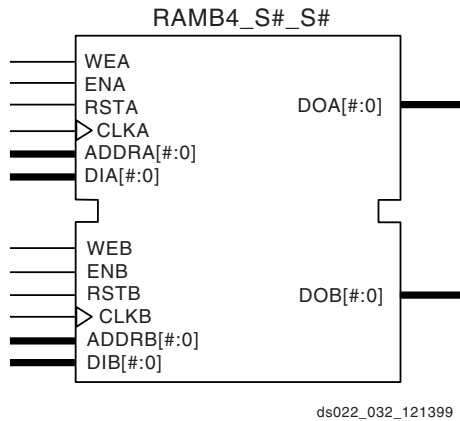 RAMB4_S#_S#
WEA
ENA
RSTA
DOA[#:0]
CLKA
ADDRA[#:0]
DIA[#:0]
WEB
ENB
RSTB
DOB[#:0]
CLKB
ADDRB[#:0]
DIB[#:0]
ds022_032_121399